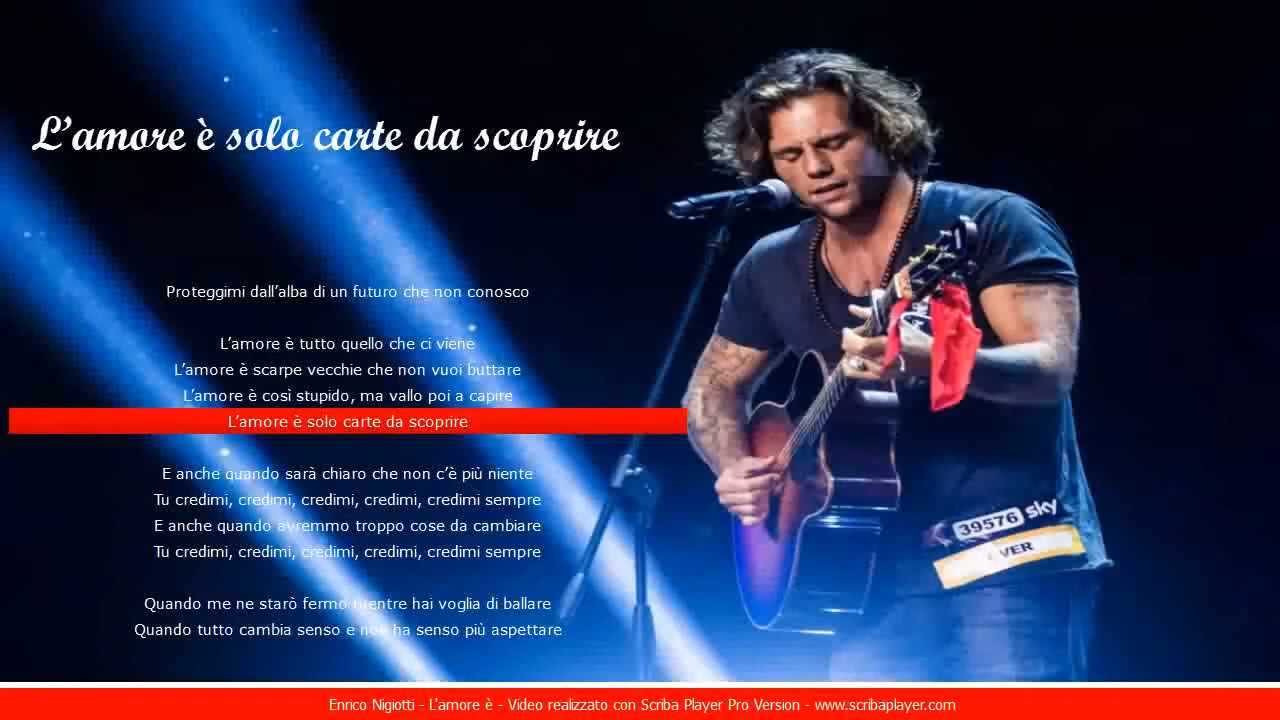 L’amore è solo carte da scoprire
Proteggimi dall’alba di un futuro che non conosco
L’amore è tutto quello che ci viene
L’amore è scarpe vecchie che non vuoi buttare
L’amore è così stupido, ma vallo poi a capire
L’amore è solo carte da scoprire
E anche quando sarà chiaro che non c’è più niente
Tu credimi, credimi, credimi, credimi, credimi sempre
E anche quando avremmo troppo cose da cambiare
Tu credimi, credimi, credimi, credimi, credimi sempre
Quando me ne starò fermo mentre hai voglia di ballare
Quando tutto cambia senso e non ha senso più aspettare
39576 sky
Enrico Nigiotti - L'amore è - Video realizzato con Scriba Player Pro Version - www.scribaplayer.com